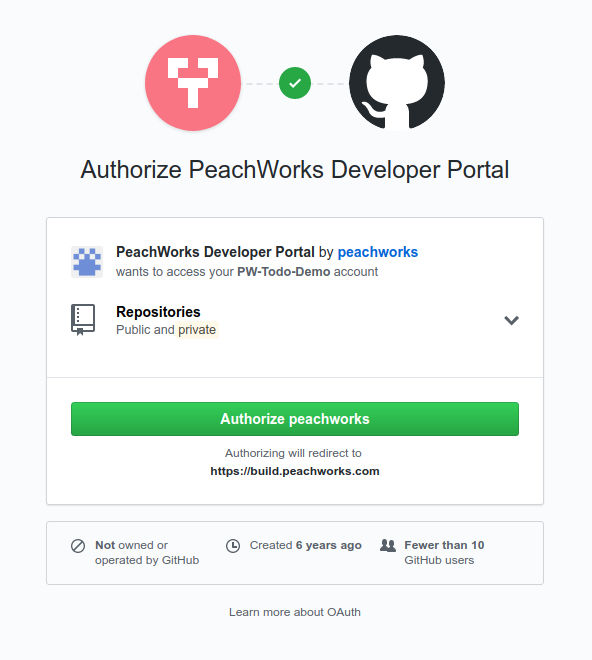 Authorize PeachWorks Developer Portal
PeachWorks Developer Portal by peachworks
wants to access your PW-Todo-Demo account
Repositories
Public and private
Authorize peachworks
Authorizing will redirect to
https://build.peachworks.com
Not owned or
operated by GitHub
Created 6 years ago
Fewer than 10
GitHub users
Learn more about OAuth